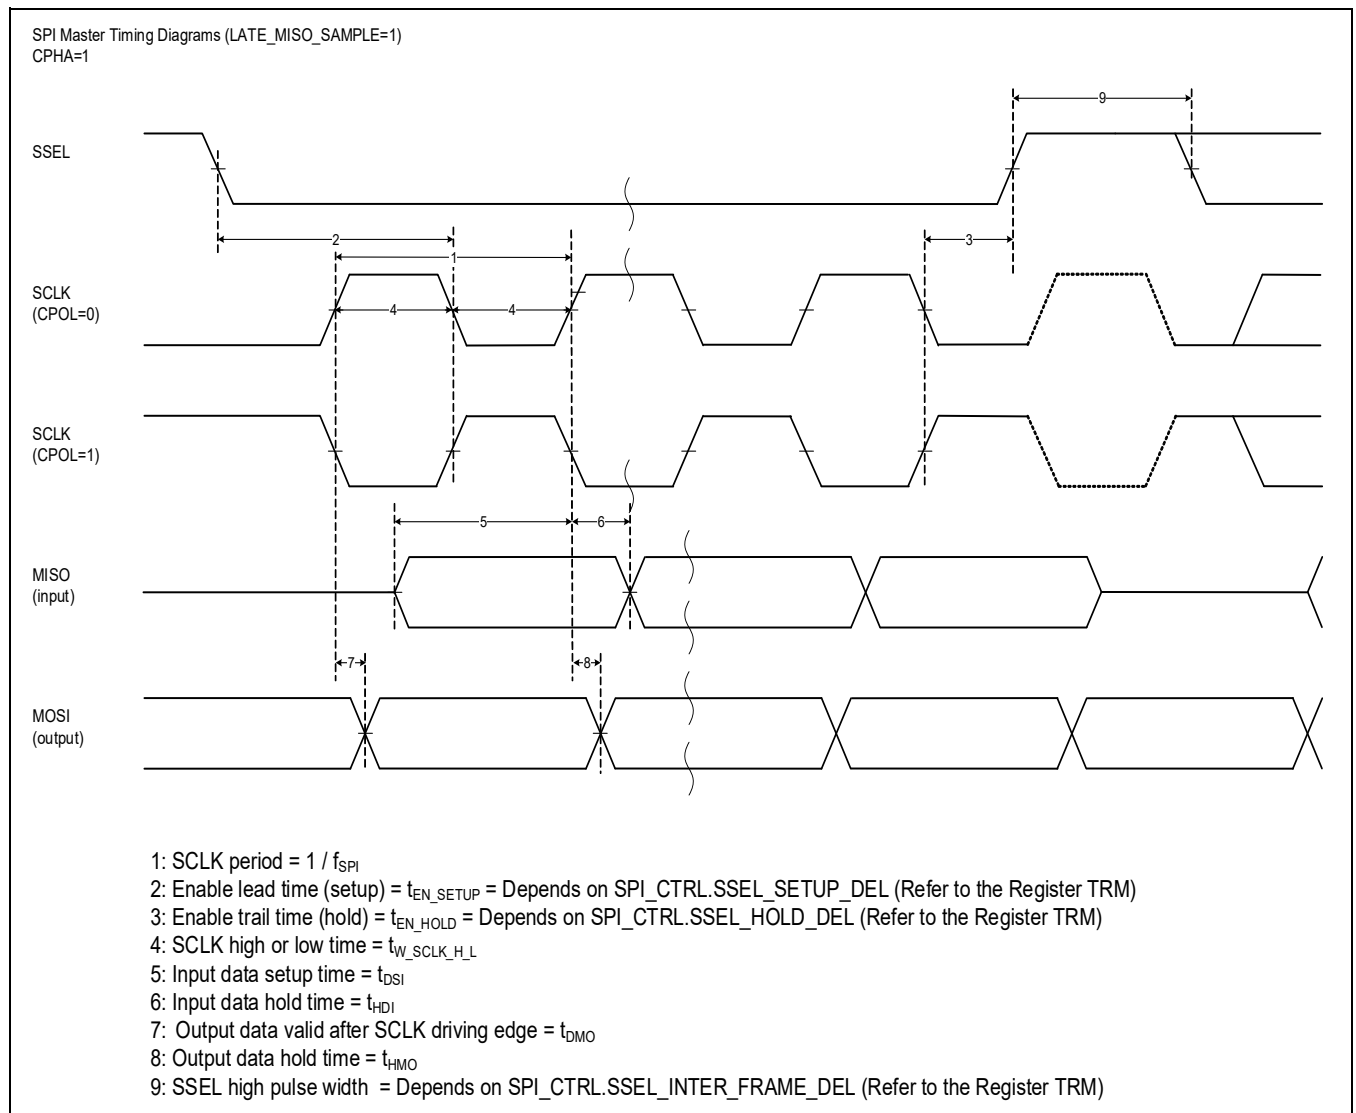 SPI Master Timing Diagrams (LATE_MISO_SAMPLE=1)
CPHA=1
9
SSEL
2
3
1
SCLK
(CPOL=0)
4
4
SCLK
(CPOL=1)
5
6
MISO
(input)
7
8
MOSI
(output)
1: SCLK period = 1 / fSPI
2: Enable lead time (setup) = tEN_SETUP = Depends on SPI_CTRL.SSEL_SETUP_DEL (Refer to the Register TRM)
3: Enable trail time (hold) = tEN_HOLD = Depends on SPI_CTRL.SSEL_HOLD_DEL (Refer to the Register TRM)
4: SCLK high or low time = tW_SCLK_H_L
5: Input data setup time = tDSI
6: Input data hold time = tHDI
7: Output data valid after SCLK driving edge = tDMO
8: Output data hold time = tHMO
9: SSEL high pulse width = Depends on SPI_CTRL.SSEL_INTER_FRAME_DEL (Refer to the Register TRM)